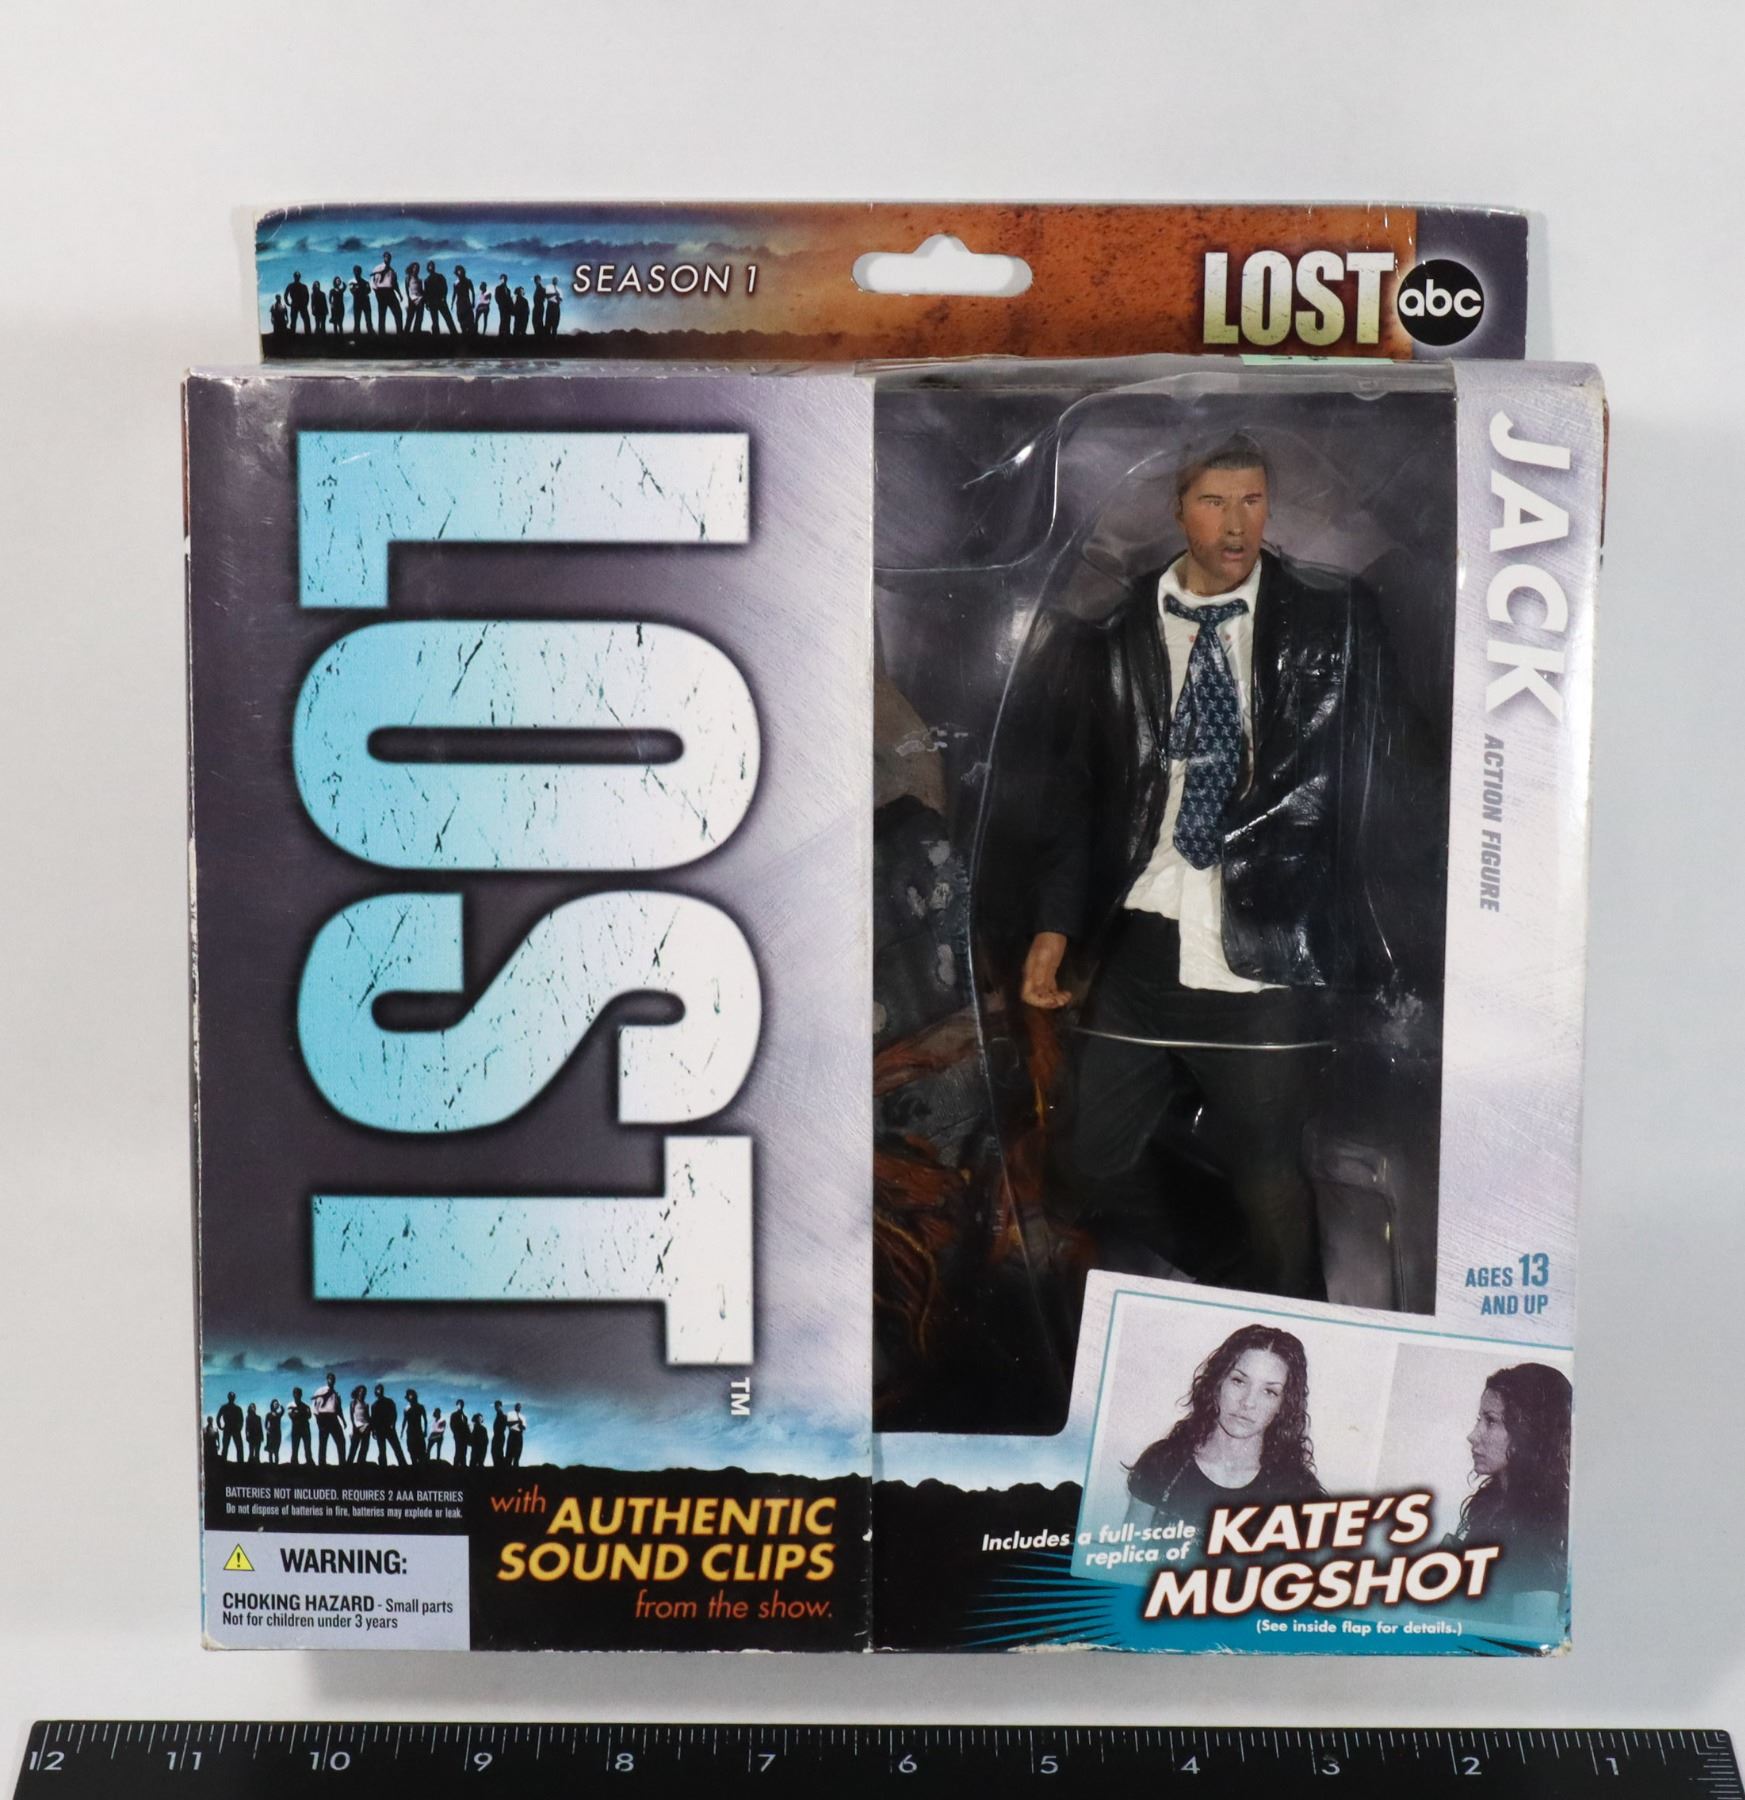 SEASON 1
LOST abc
LOST
TM
JACK ACTION FIGURE
AGES 13
AND UP
BATTERIES NOT INCLUDED. REQUIRES 2 AAA BATTERIES
Do not dispose of batteries in fire, batteries may explode or leak.
WARNING:
CHOKING HAZARD - Small parts
Not for children under 3 years
with AUTHENTIC
SOUND CLIPS
from the show.
Includes a full-scale
replica of
KATE'S
MUGSHOT
(See inside flap for details.)
12 11 10 9 8 7 6 5 4 3 2 1